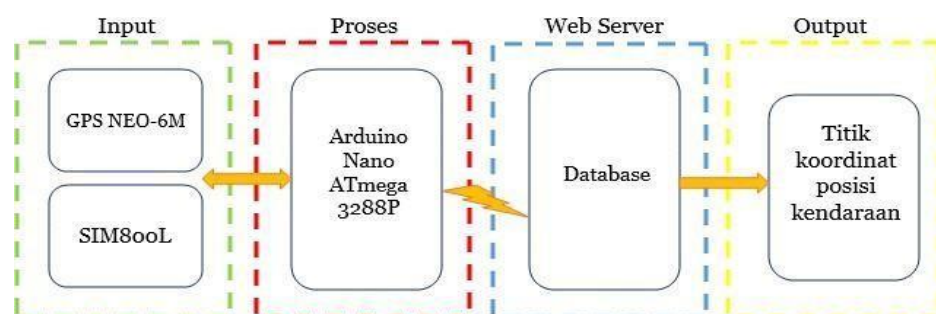 Input
Proses
Web Server
Output
GPS NEO-6M
SIM800L
Arduino
Nano
ATmega
3288P
Database
Titik
koordinat
posisi
kendaraan